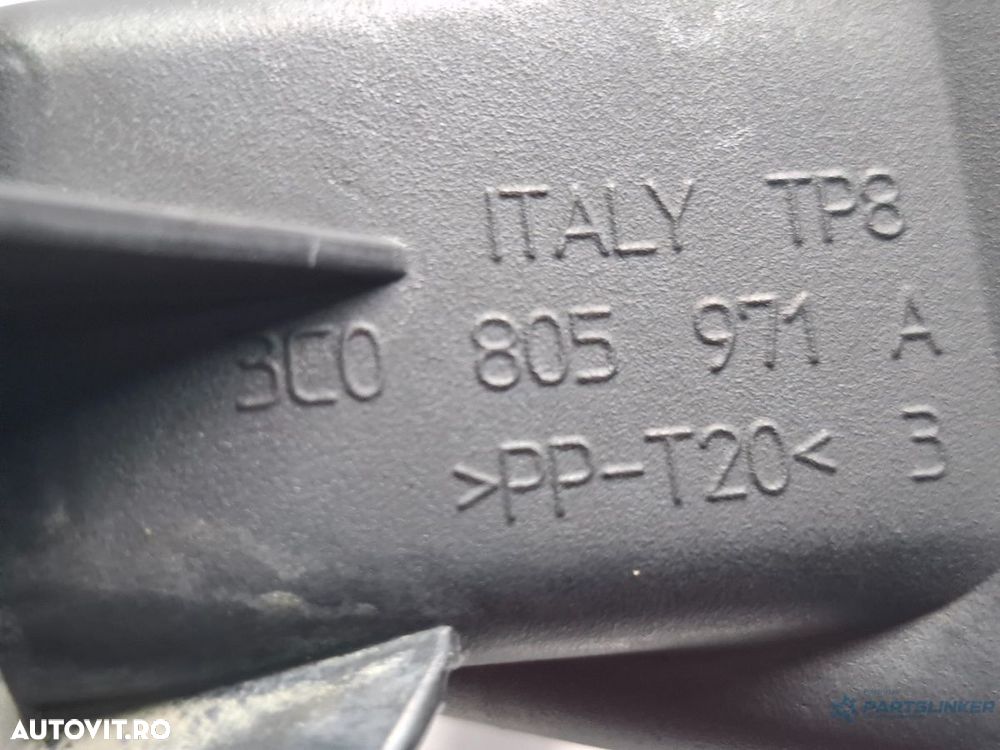 ITALY TP8
3C0 805 971 A
>PP-T20< 3
AUTOVIT.RO
PARTSLINKER